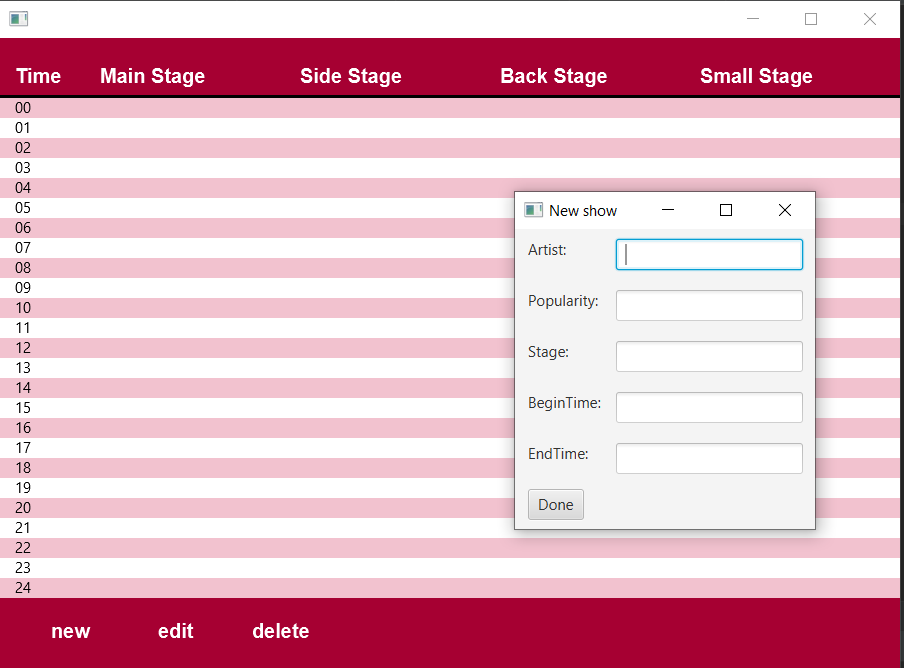 Time Main Stage Side Stage Back Stage Small Stage
00
01
02
03
04
05
06
07
08
09
10
11
12
13
14
15
16
17
18
19
20
21
22
23
24
New show
Artist:
Popularity:
Stage:
BeginTime:
EndTime:
Done
new edit delete